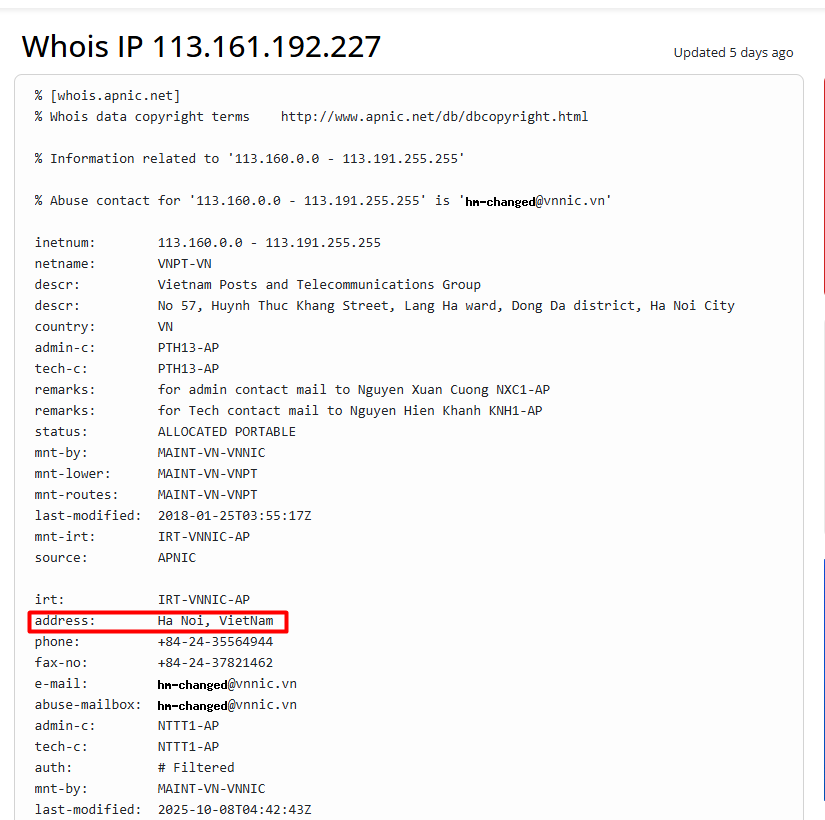 Whois IP 113.161.192.227
Updated 5 days ago
% [whois.apnic.net]
% Whois data copyright terms    http://www.apnic.net/db/dbcopyright.html
% Information related to '113.160.0.0 - 113.191.255.255'
% Abuse contact for '113.160.0.0 - 113.191.255.255' is 'hm-changed@vnnic.vn'
inetnum:        113.160.0.0 - 113.191.255.255
netname:        VNPT-VN
descr:          Vietnam Posts and Telecommunications Group
descr:          No 57, Huynh Thuc Khang Street, Lang Ha ward, Dong Da district, Ha Noi City
country:        VN
admin-c:        PTH13-AP
tech-c:         PTH13-AP
remarks:        for admin contact mail to Nguyen Xuan Cuong NXC1-AP
remarks:        for Tech contact mail to Nguyen Hien Khanh KNH1-AP
status:         ALLOCATED PORTABLE
mnt-by:         MAINT-VN-VNNIC
mnt-lower:      MAINT-VN-VNPT
mnt-routes:     MAINT-VN-VNPT
last-modified:  2018-01-25T03:55:17Z
mnt-irt:        IRT-VNNIC-AP
source:         APNIC
irt:            IRT-VNNIC-AP
address:        Ha Noi, VietNam
phone:          +84-24-35564944
fax-no:         +84-24-37821462
e-mail:         hm-changed@vnnic.vn
abuse-mailbox:  hm-changed@vnnic.vn
admin-c:        NTTT1-AP
tech-c:         NTTT1-AP
auth:           # Filtered
mnt-by:         MAINT-VN-VNNIC
last-modified:  2025-10-08T04:42:43Z